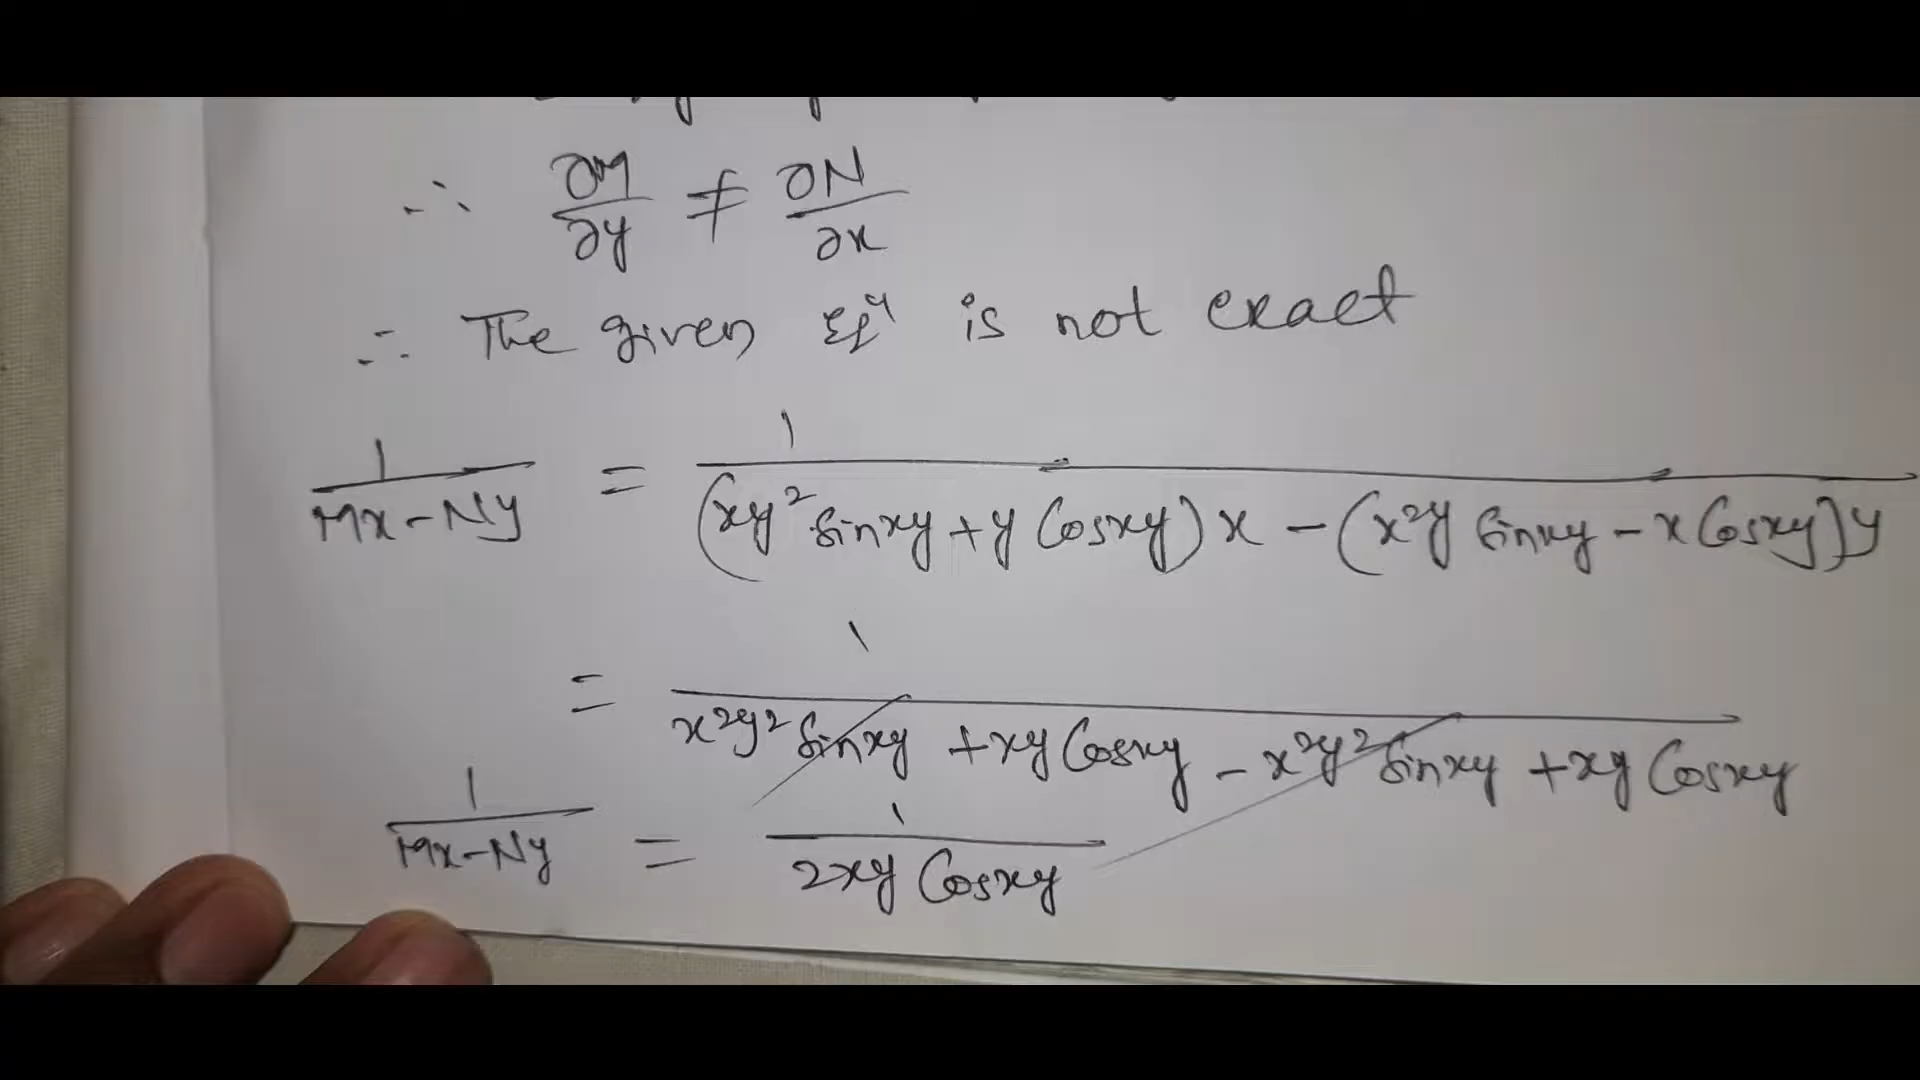 ∴ ∂M/∂y ≠ ∂N/∂x
∴ The given Eqⁿ is not exact
1/(Mx-Ny) = 1/((xy² sinxy + y Cosxy)x - (x²y sinxy - x Cosxy)y)
= 1/(x²y² sinxy + xy Cosxy - x²y² sinxy + xy Cosxy)
1/(Mx-Ny) = 1/(2xy Cosxy)